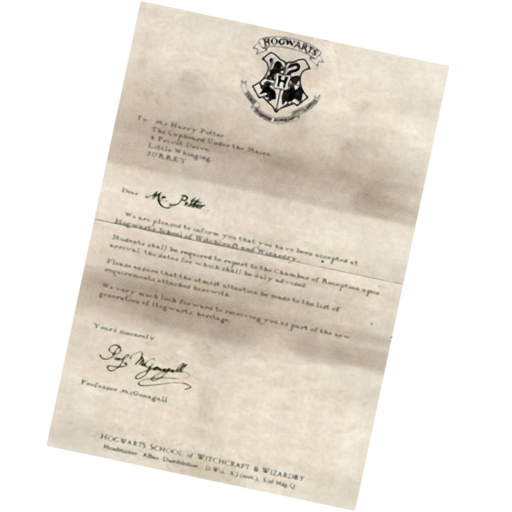 HOGWARTS
To Mr Harry Potter
The Cupboard Under the Stairs
4 Privet Drive
Little Whinging
SURREY
Dear Mr Potter
We are pleased to inform you that you have been accepted at
Hogwarts School of Witchcraft and Wizardry.
Students shall be required to report to the Chamber of Reception upon
arrival, the dates for which shall be duly advised
Please ensure that the utmost attention be made to the list of
requirements attached herewith
We very much look forward to receiving you as part of the new
generation of Hogwarts heritage.
Yours sincerely
Prof McGonagall
Professor McGonagall
HOGWARTS SCHOOL of WITCHCRAFT & WIZARDRY
Headmaster Albus Dumbledore